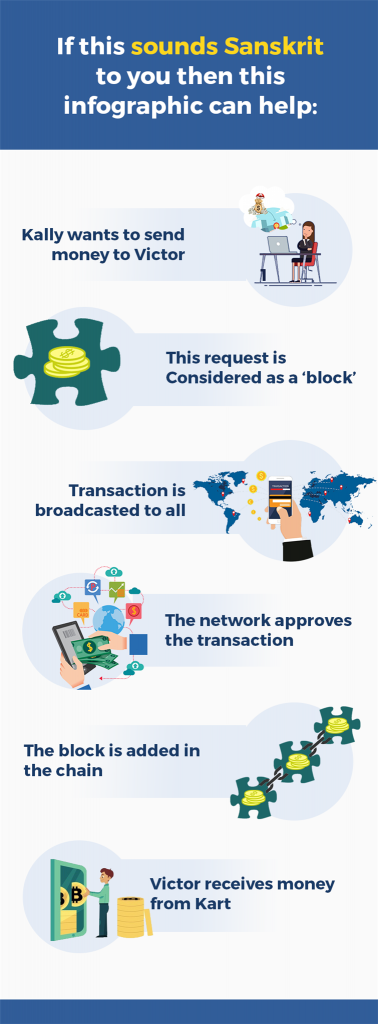 If this sounds Sanskrit
to you then this
infographic can help:
Kally wants to send
money to Victor
This request is
Considered as a ‘block’
Transaction is
broadcasted to all
The network approves
the transaction
The block is added in
the chain
Victor receives money
from Kart